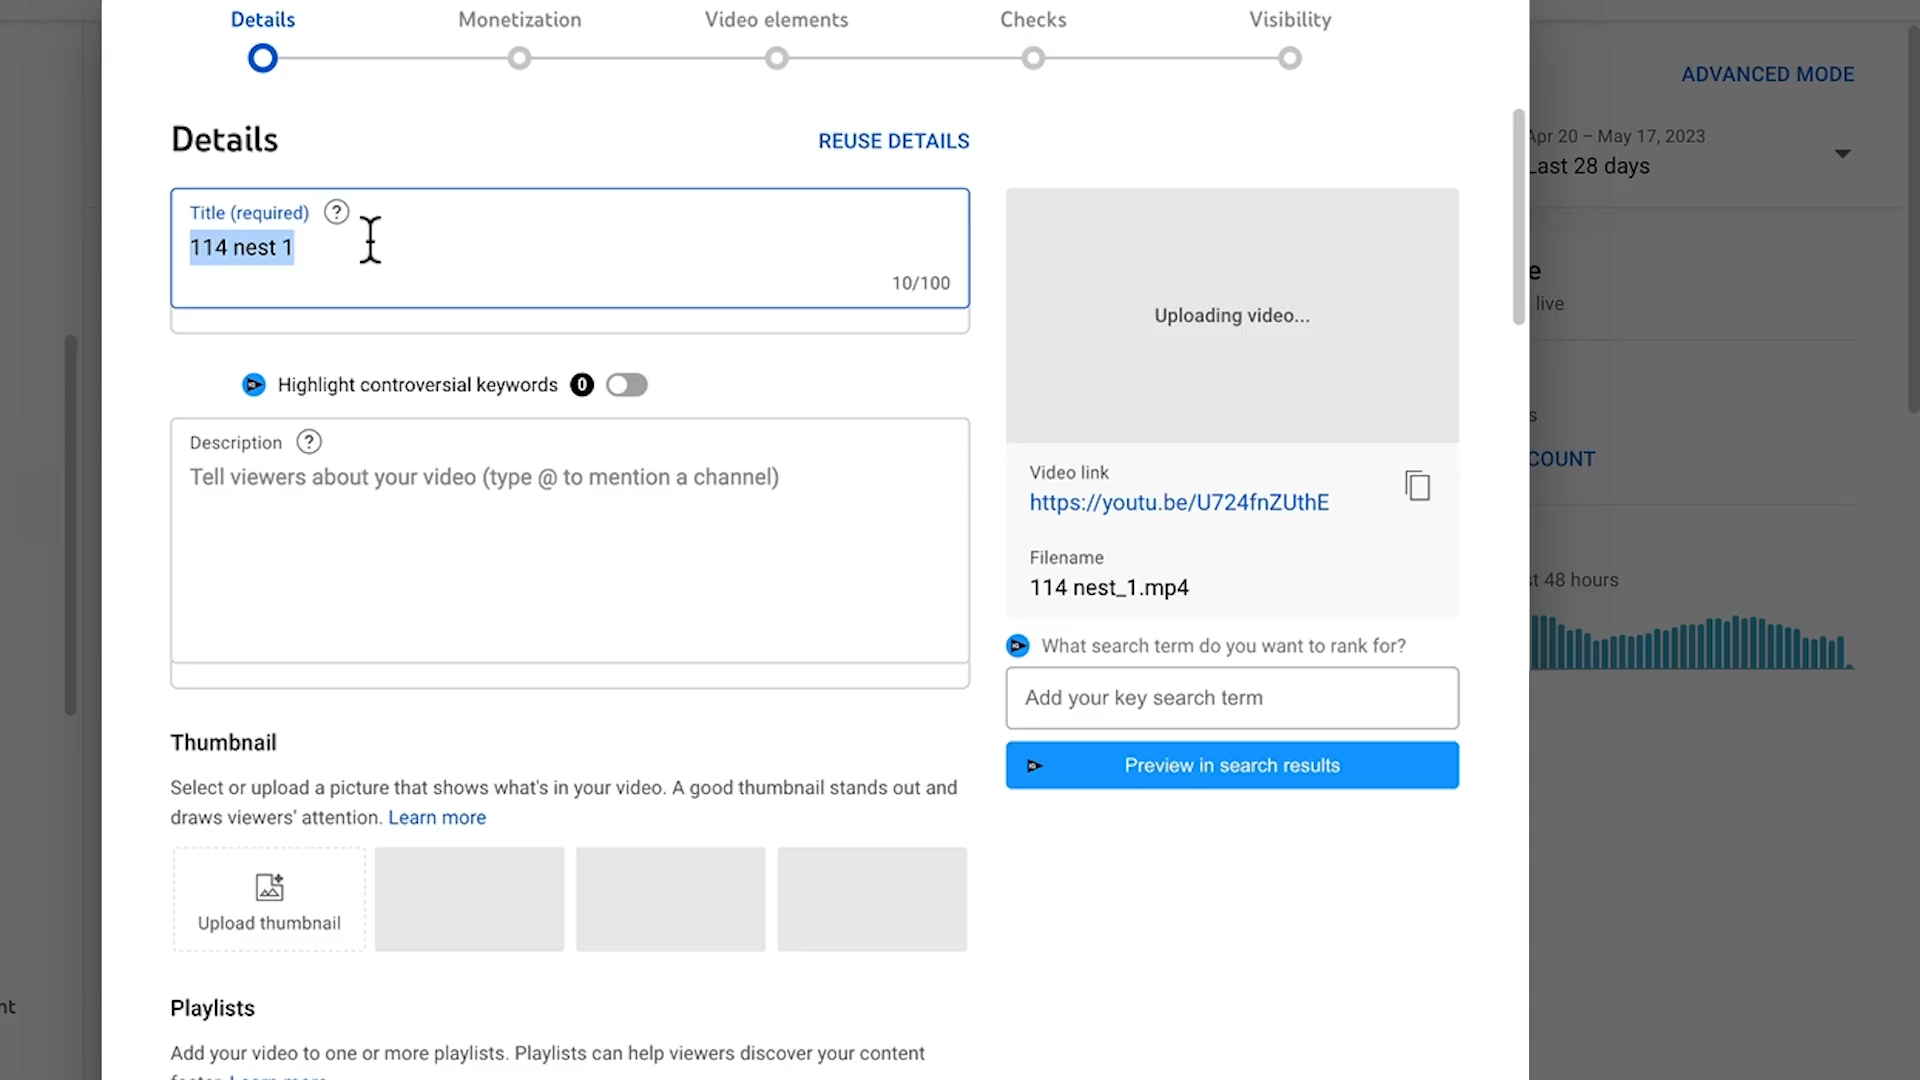 Details
Monetization
Video elements
Checks
Visibility
ADVANCED MODE
Apr 20 – May 17, 2023
Last 28 days
Details
REUSE DETAILS
Title (required) ?
114 nest 1
10/100
Uploading video...
e
live
Highlight controversial keywords 0
Description ?
Tell viewers about your video (type @ to mention a channel)
s
COUNT
Video link
https://youtu.be/U724fnZUthE
Filename
114 nest_1.mp4
st 48 hours
What search term do you want to rank for?
Add your key search term
Preview in search results
Thumbnail
Select or upload a picture that shows what's in your video. A good thumbnail stands out and
draws viewers' attention. Learn more
Upload thumbnail
Playlists
nt
Add your video to one or more playlists. Playlists can help viewers discover your content
faster. Learn more